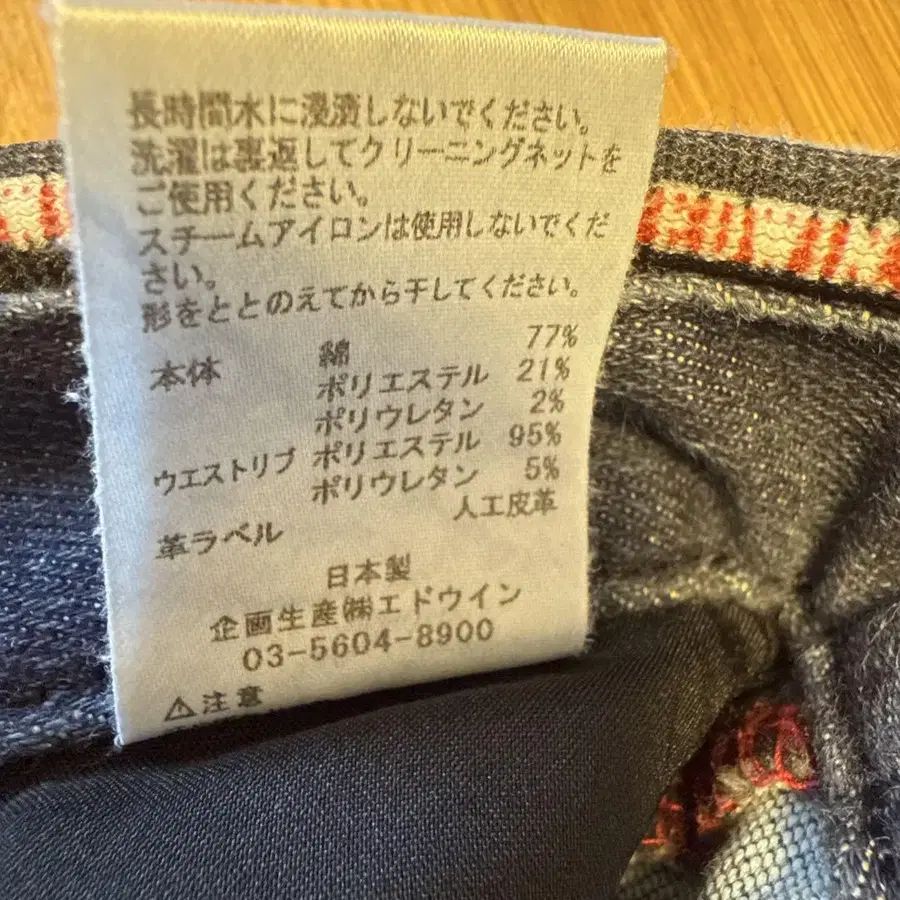 長時間水に浸漬しないでください。
洗濯は裏返してクリーニングネットを
ご使用ください。
スチームアイロンは使用しないでくだ
さい。
形をととのえてから干してください。
本体 綿 77%
ポリエステル 21%
ポリウレタン 2%
ウエストリブ ポリエステル 95%
ポリウレタン 5%
革ラベル 人工皮革
日本製
企画生産㈱エドウイン
03-5604-8900
⚠注意